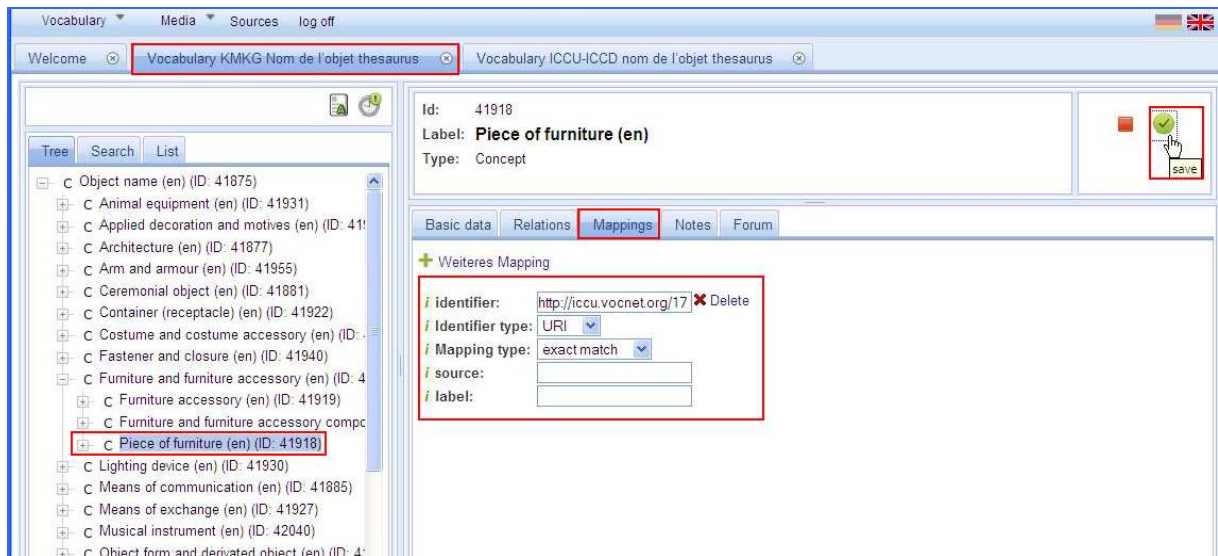 Vocabulary Media Sources log off
Welcome Vocabulary KMKG Nom de l'objet thesaurus Vocabulary ICCU-ICCD nom de l'objet thesaurus
Tree Search List
C Object name (en) (ID: 41875)
C Animal equipment (en) (ID: 41931)
C Applied decoration and motives (en) (ID: 41
C Architecture (en) (ID: 41877)
C Arm and armour (en) (ID: 41955)
C Ceremonial object (en) (ID: 41881)
C Container (receptacle) (en) (ID: 41922)
C Costume and costume accessory (en) (ID:
C Fastener and closure (en) (ID: 41940)
C Furniture and furniture accessory (en) (ID: 4
C Furniture accessory (en) (ID: 41919)
C Furniture and furniture accessory compo
C Piece of furniture (en) (ID: 41918)
C Lighting device (en) (ID: 41930)
C Means of communication (en) (ID: 41885)
C Means of exchange (en) (ID: 41927)
C Musical instrument (en) (ID: 42040)
C Object form and derivated object (en) (ID: 4
Id: 41918
Label: Piece of furniture (en)
Type: Concept
save
Basic data Relations Mappings Notes Forum
Weiteres Mapping
i identifier: http://iccu.vocnet.org/17 Delete
i Identifier type: URI
i Mapping type: exact match
i source:
i label: